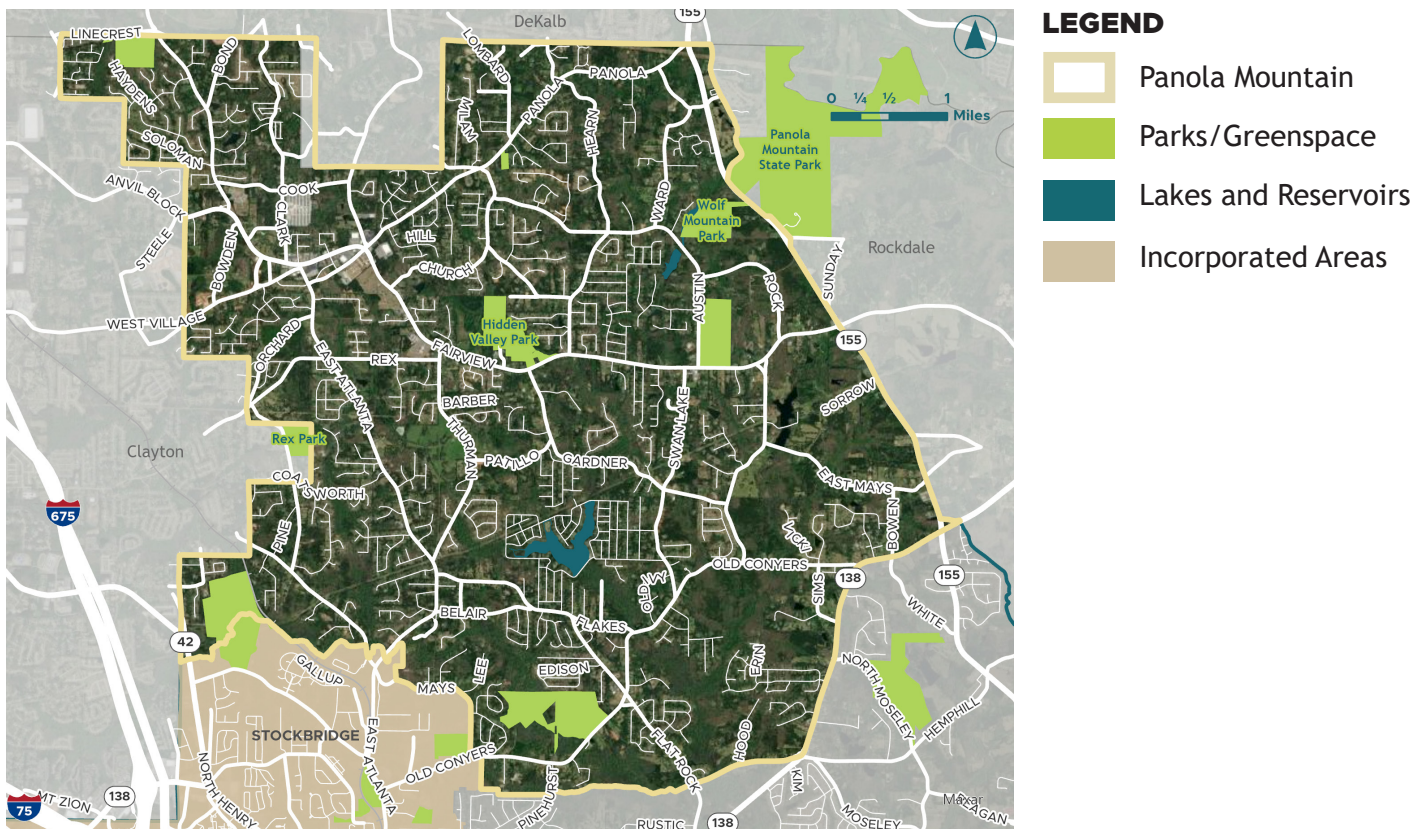 DeKalb
155
LINECREST
BOND
HAYDENS
LOMBARD
PANOLA
PANOLA
MILAM
HEARN
SOLOMAN
ANVIL BLOCK
STEELE
COOK
CLARK
BOWDEN
HILL
CHURCH
WARD
0 ¼ ½ 1
Miles
Panola
Mountain
State Park
Wolf
Mountain
Park
Rockdale
SUNDAY
AUSTIN
ROCK
WEST VILLAGE
ORCHARD
EAST ATLANTA
REX
FAIRVIEW
Hidden
Valley Park
155
BARBER
THURMAN
SWAN LAKE
SORROW
Rex Park
Clayton
PATILLO
GARDNER
COATSWORTH
EAST MAYS
BOWEN
675
PINE
VICKI
OLD CONYERS
138
155
SIMS
OLD IVY
BELAIR
FLAKES
WHITE
42
GALLUP
LEE
EDISON
ERIN
NORTH MOSELEY
MAYS
HEMPHILL
STOCKBRIDGE
EAST ATLANTA
OLD CONYERS
NORTH HENRY
FLAT ROCK
HOOD
PINEHURST
KIM
MT ZION
138
75
RUSTIC
138
MOSELEY
Maxar
REAGAN
LEGEND
Panola Mountain
Parks/Greenspace
Lakes and Reservoirs
Incorporated Areas